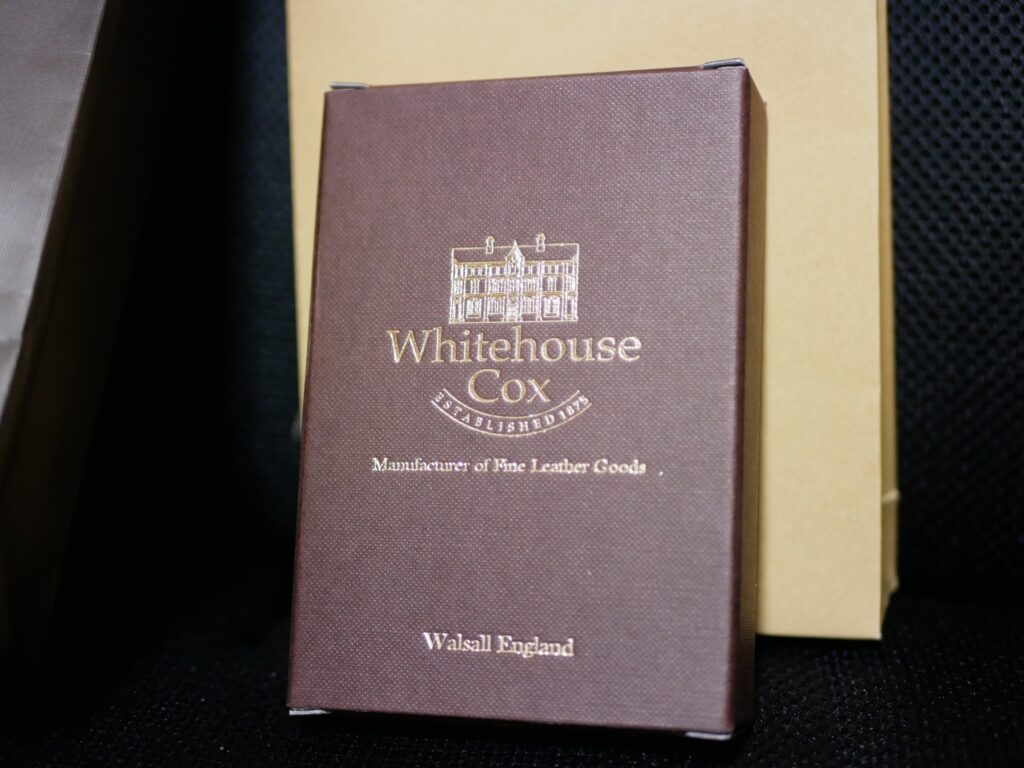 Whitehouse
Cox
ESTABLISHED 1875
Manufacturer of Fine Leather Goods
Walsall England